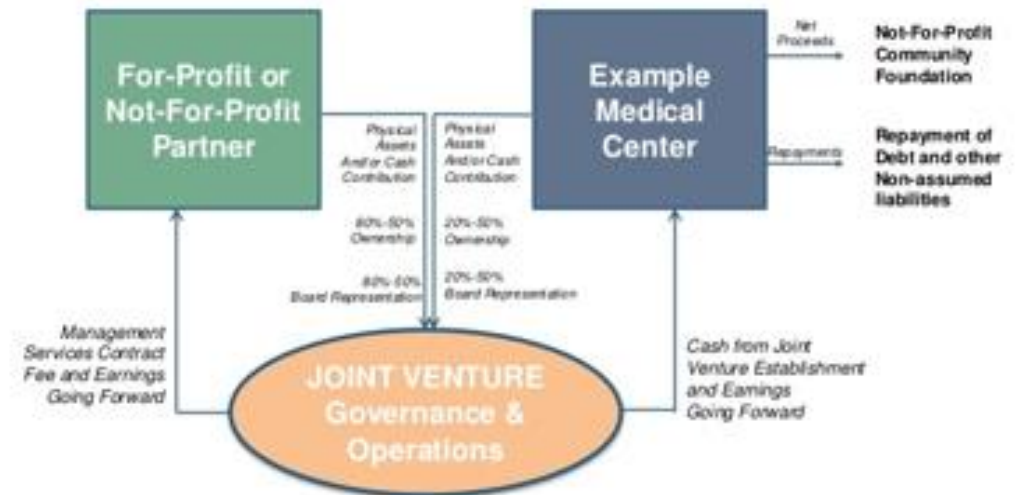 For-Profit or
Not-For-Profit
Partner
Example
Medical
Center
Net
Proceeds
Not-For-Profit
Community
Foundation
Repayments
Repayment of
Debt and other
Non-assumed
liabilities
Physical
Assets
And/or Cash
Contribution
80%-50%
Ownership
80%-50%
Board Representation
Physical
Assets
And/or Cash
Contribution
20%-50%
Ownership
20%-50%
Board Representation
Management
Services Contract
Fee and Earnings
Going Forward
JOINT VENTURE
Governance &
Operations
Cash from Joint
Venture Establishment
and Earnings
Going Forward